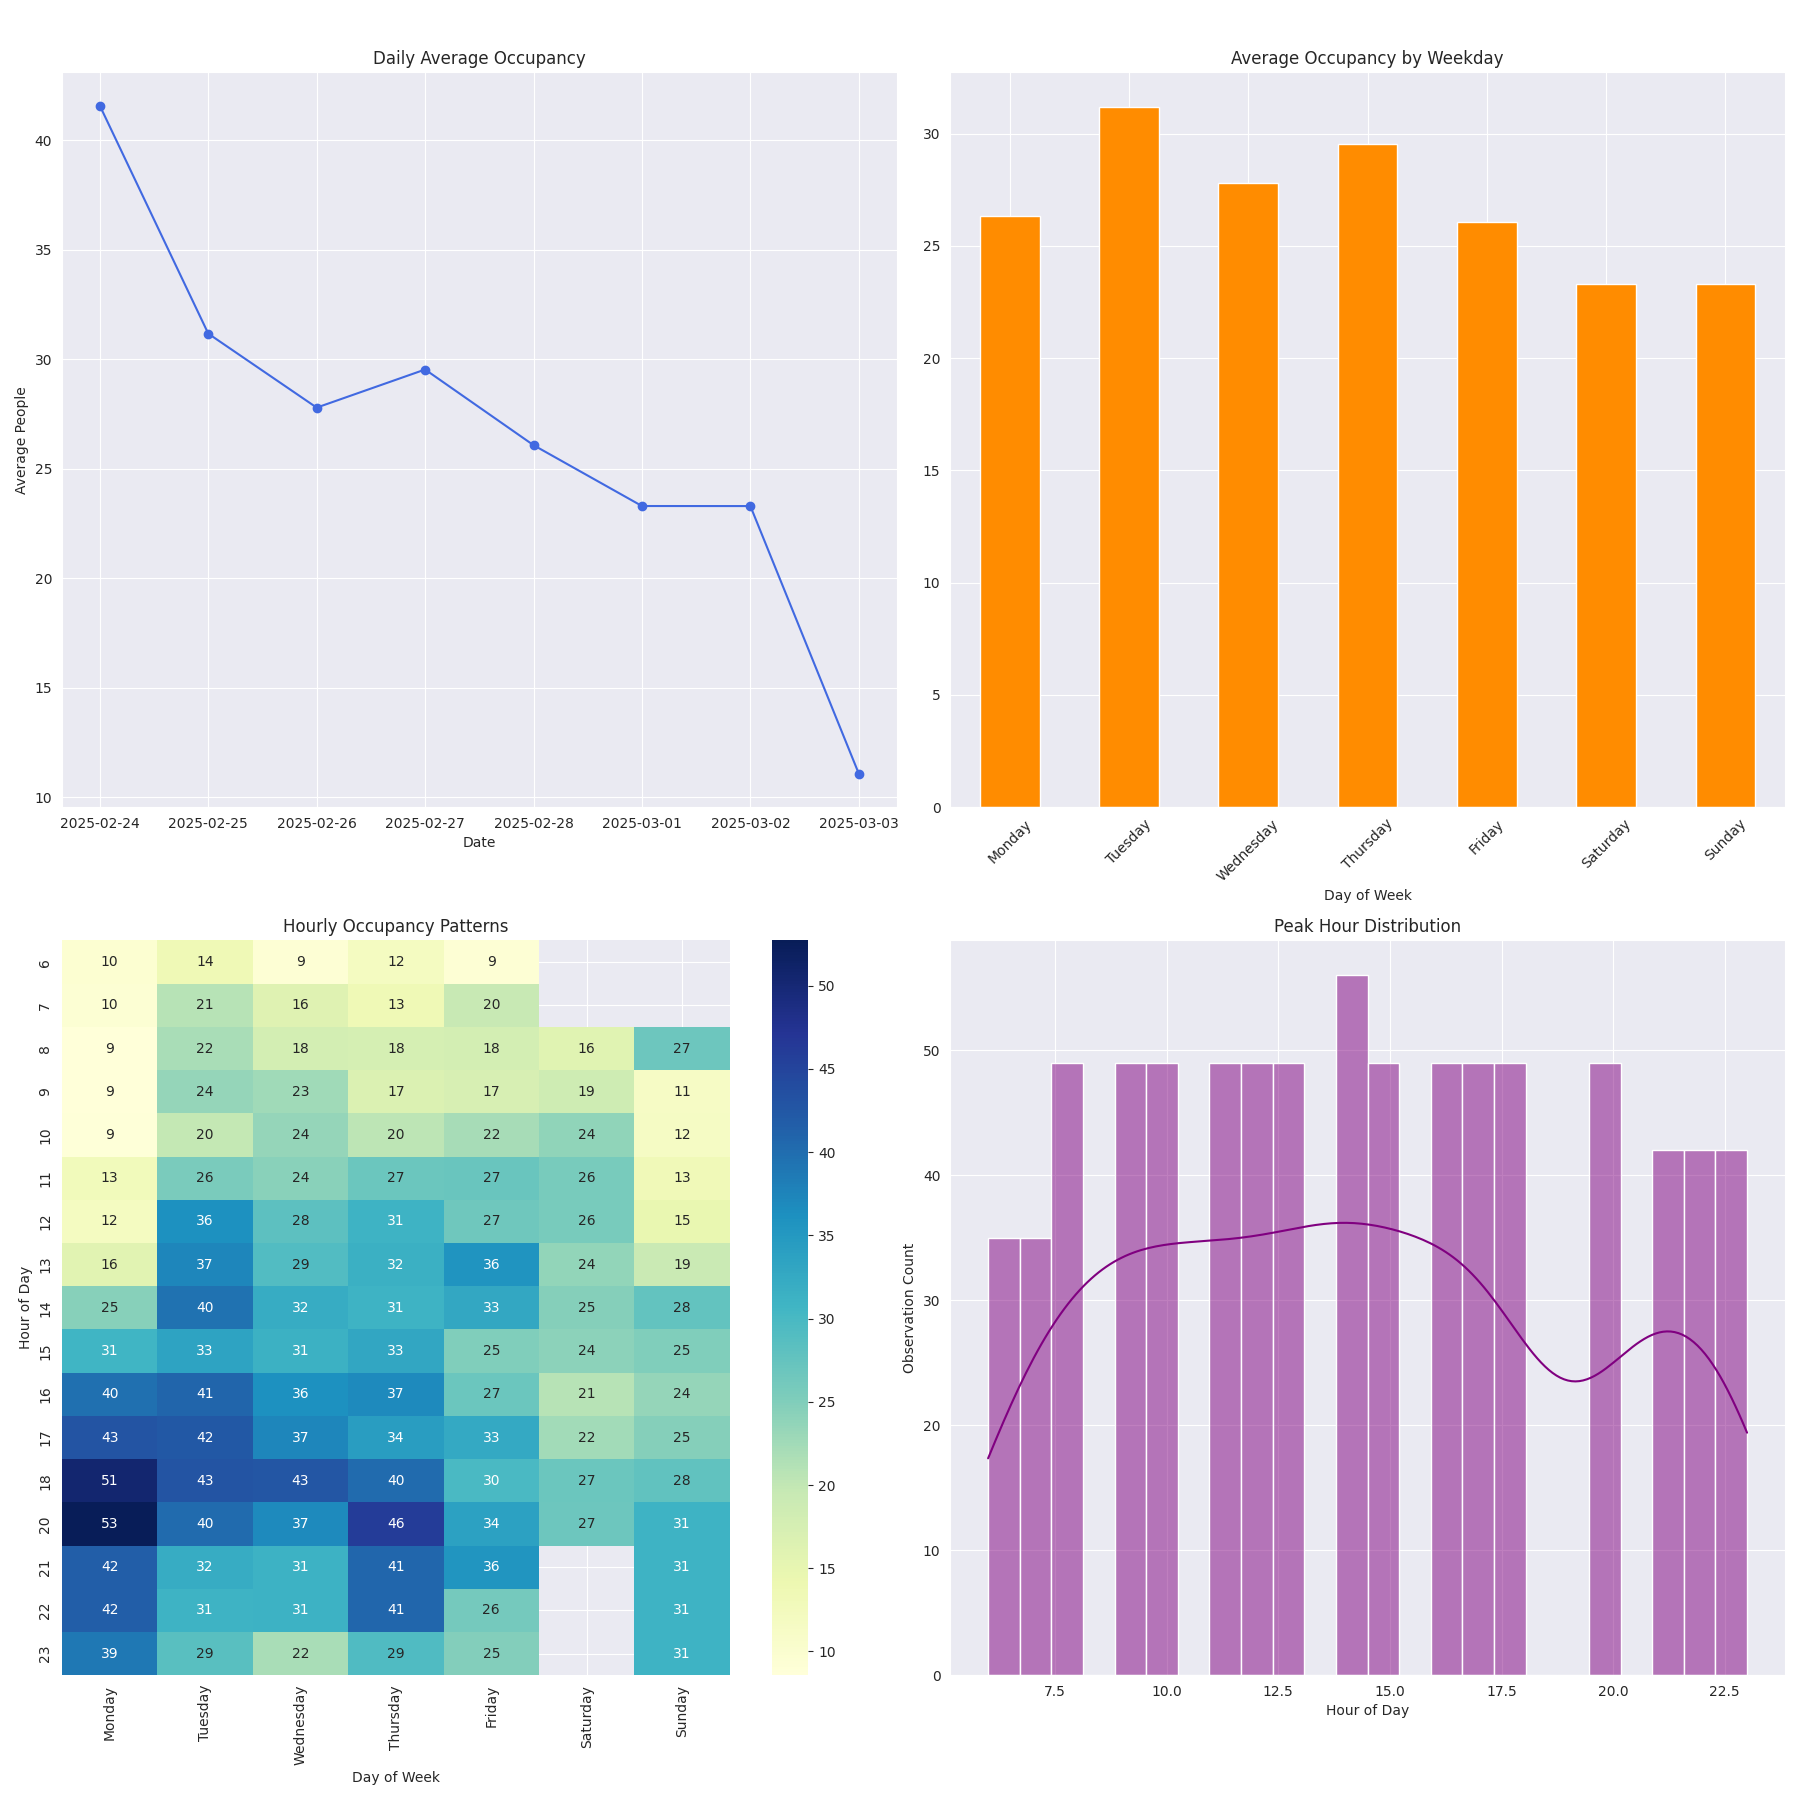 Daily Average Occupancy
40
35
30
25
20
15
10
Average People
2025-02-24 2025-02-25 2025-02-26 2025-02-27 2025-02-28 2025-03-01 2025-03-02 2025-03-03
Date
Average Occupancy by Weekday
30
25
20
15
10
5
0
Monday Tuesday Wednesday Thursday Friday Saturday Sunday
Day of Week
Hourly Occupancy Patterns
Hour of Day
6 10 14 9 12 9
7 10 21 16 13 20
8 9 22 18 18 18 16 27
9 9 24 23 17 17 19 11
10 9 20 24 20 22 24 12
11 13 26 24 27 27 26 13
12 12 36 28 31 27 26 15
13 16 37 29 32 36 24 19
14 25 40 32 31 33 25 28
15 31 33 31 33 25 24 25
16 40 41 36 37 27 21 24
17 43 42 37 34 33 22 25
18 51 43 43 40 30 27 28
20 53 40 37 46 34 27 31
21 42 32 31 41 36 31
22 42 31 31 41 26 31
23 39 29 22 29 25 31
Monday Tuesday Wednesday Thursday Friday Saturday Sunday
Day of Week
50
45
40
35
30
25
20
15
10
Peak Hour Distribution
50
40
30
20
10
0
Observation Count
7.5 10.0 12.5 15.0 17.5 20.0 22.5
Hour of Day